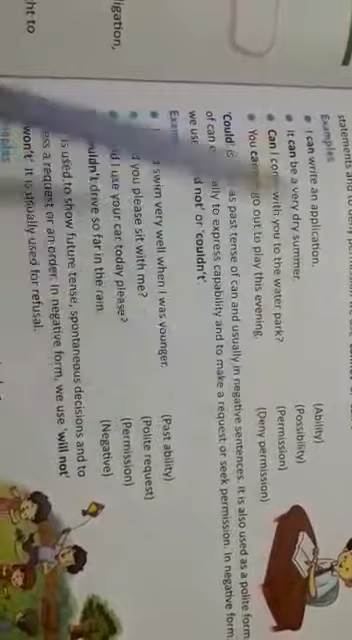 ht to
igation,
statements and to deny
Examples
I can write an application. (Ability)
It can be a very dry summer. (Possibility)
Can I come with you to the water park? (Permission)
You go out to play this evening. (Deny permission)
'Could' is as past tense of can and usually in negative sentences. It is also used as a polite form
of can ally to express capability and to make a request or seek permission. In negative form
we use d not' or 'couldn't'.
Exa
swim very well when I was younger. (Past ability)
d you please sit with me? (Polite request)
d I use your car today please? (Permission)
uldn't drive so far in the rain. (Negative)
is used to show future tense, spontaneous decisions and to
ess a request or an order. In negative form, we use 'will not'
won't'. It is usually used for refusal.
mples